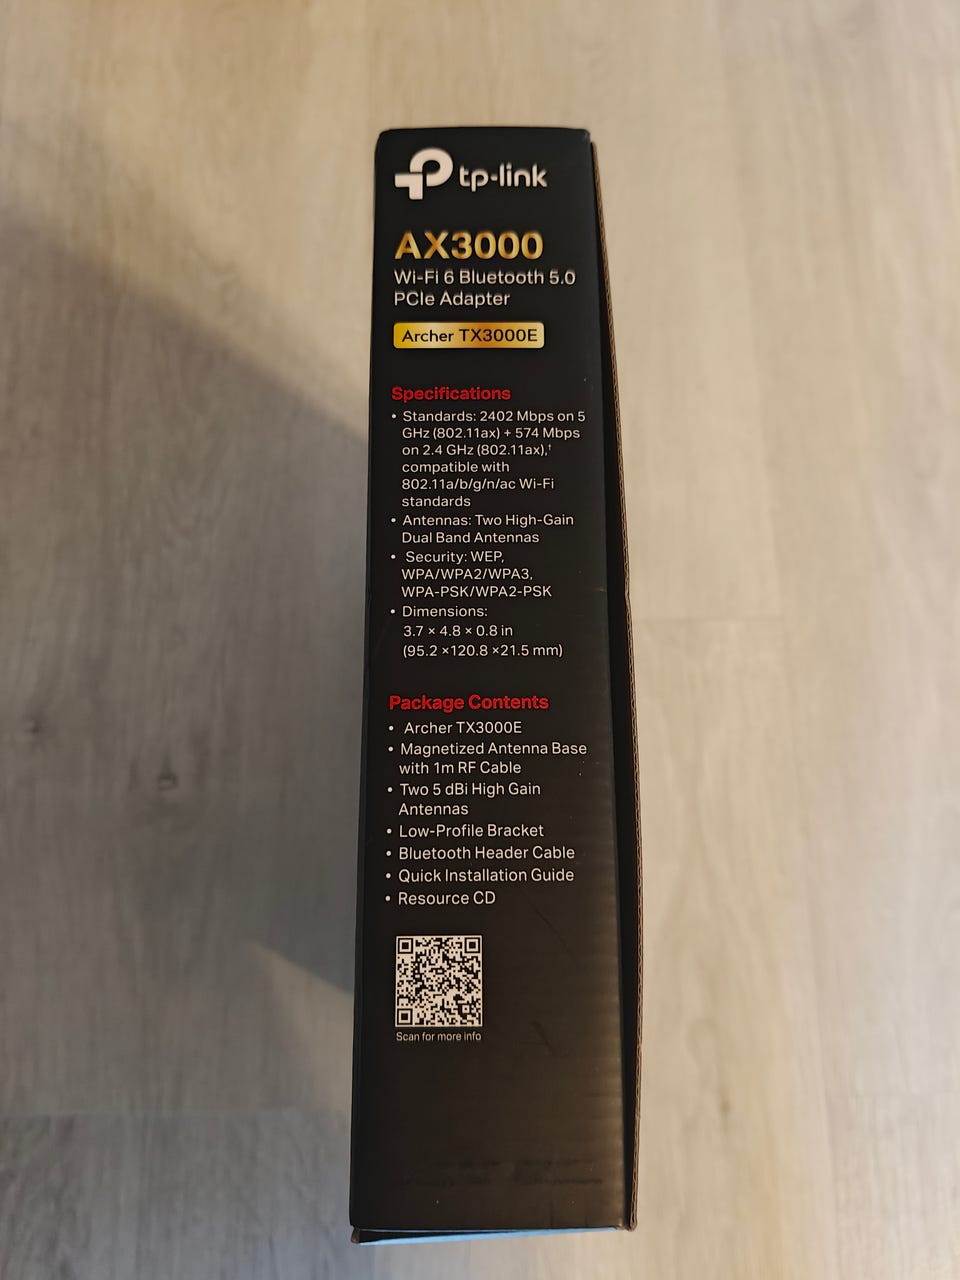 tp-link
AX3000
Wi-Fi 6 Bluetooth 5.0
PCIe Adapter
Archer TX3000E
Specifications
• Standards: 2402 Mbps on 5
GHz (802.11ax) + 574 Mbps
on 2.4 GHz (802.11ax),†
compatible with
802.11a/b/g/n/ac Wi-Fi
standards
• Antennas: Two High-Gain
Dual Band Antennas
• Security: WEP,
WPA/WPA2/WPA3,
WPA-PSK/WPA2-PSK
• Dimensions:
3.7 × 4.8 × 0.8 in
(95.2 ×120.8 ×21.5 mm)
Package Contents
• Archer TX3000E
• Magnetized Antenna Base
with 1m RF Cable
• Two 5 dBi High Gain
Antennas
• Low-Profile Bracket
• Bluetooth Header Cable
• Quick Installation Guide
• Resource CD
Scan for more info